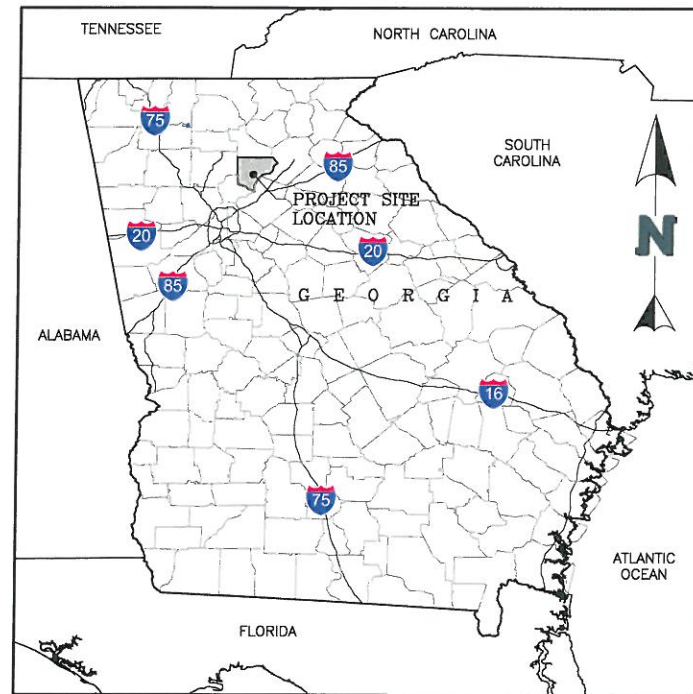 TENNESSEE
NORTH CAROLINA
75
SOUTH
CAROLINA
85
PROJECT SITE
LOCATION
N
20
20
85
G E O R G I A
ALABAMA
16
75
ATLANTIC
OCEAN
FLORIDA